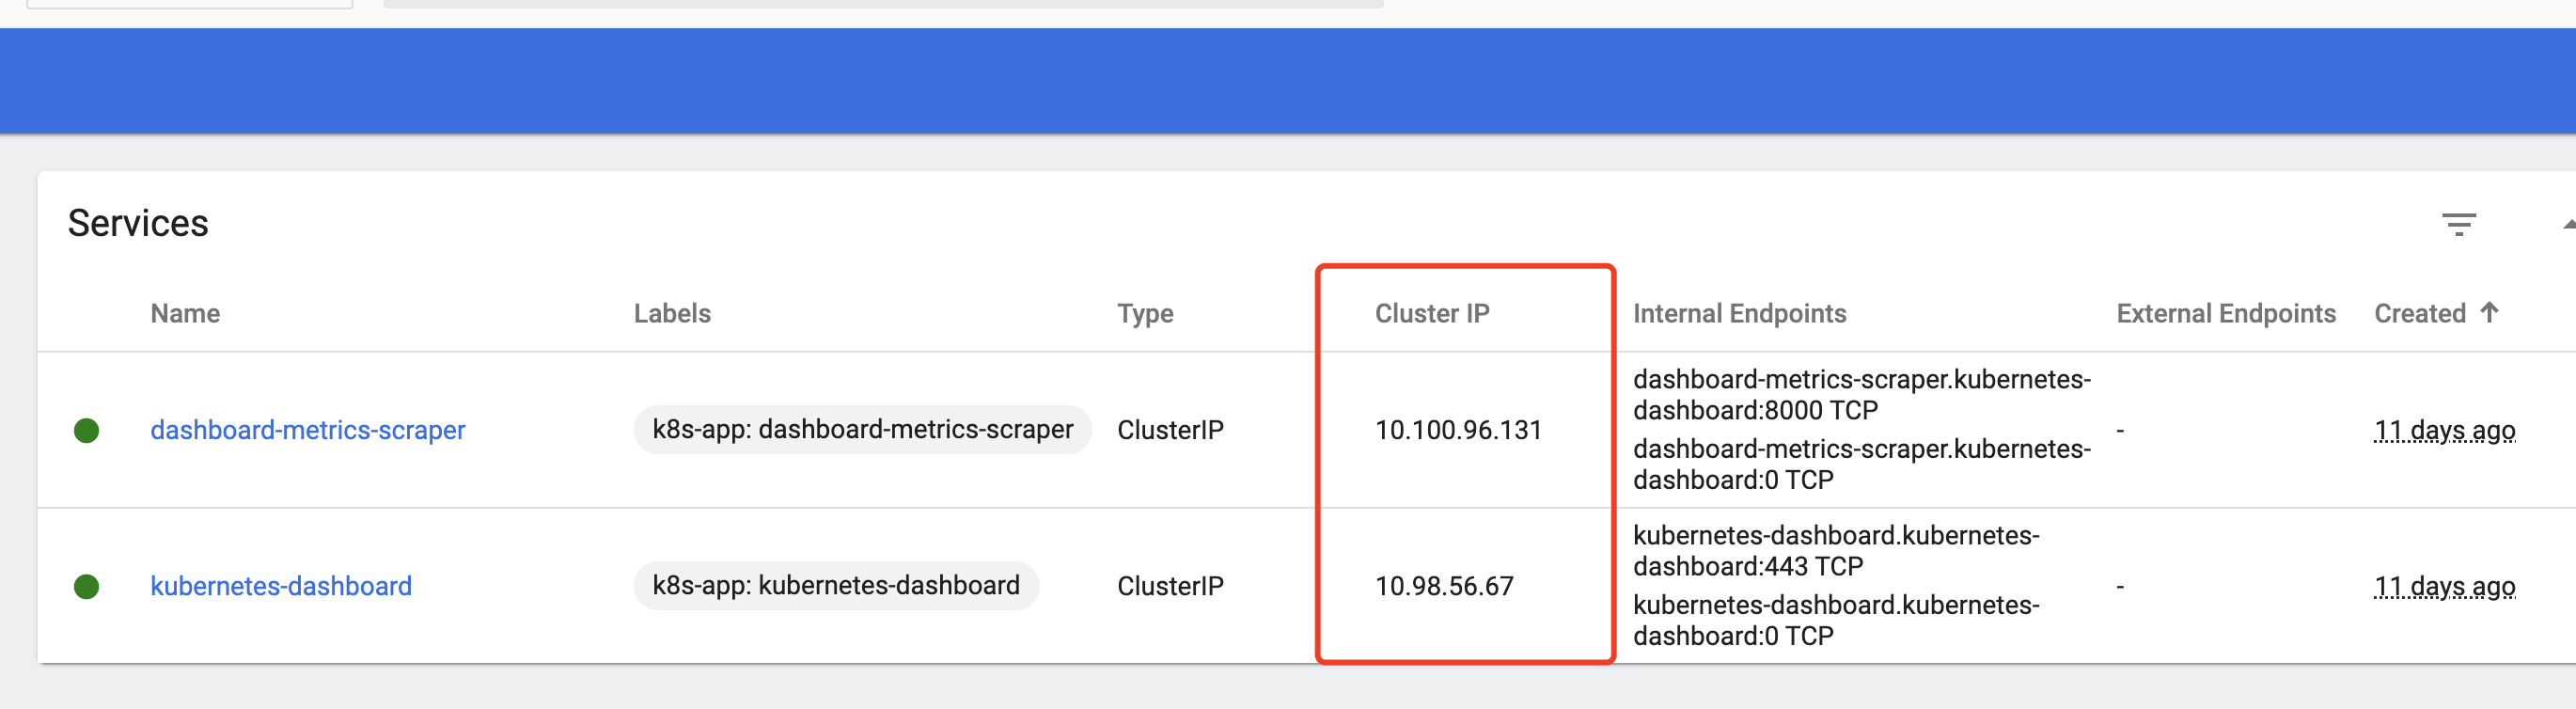 Services
Name Labels Type Cluster IP Internal Endpoints External Endpoints Created
dashboard-metrics-scraper k8s-app: dashboard-metrics-scraper ClusterIP 10.100.96.131 dashboard-metrics-scraper.kubernetes-
dashboard:8000 TCP
dashboard-metrics-scraper.kubernetes-
dashboard:0 TCP
- 11 days ago
kubernetes-dashboard k8s-app: kubernetes-dashboard ClusterIP 10.98.56.67 kubernetes-dashboard.kubernetes-
dashboard:443 TCP
kubernetes-dashboard.kubernetes-
dashboard:0 TCP
- 11 days ago